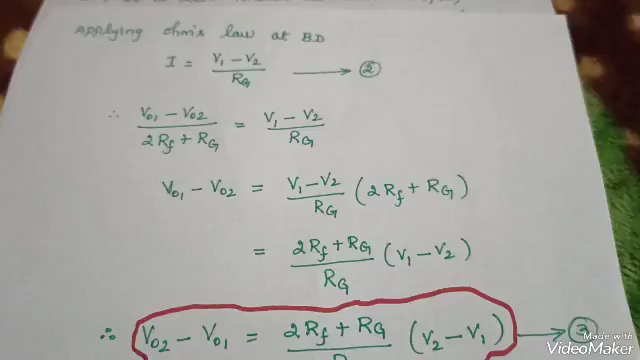 Applying ohm's law at BD
I = V₁ – V₂ / R_G ⟶ ②
∴ V₀₁ – V₀₂ / 2R_f + R_G = V₁ – V₂ / R_G
V₀₁ – V₀₂ = V₁ – V₂ / R_G (2R_f + R_G)
= 2R_f + R_G / R_G (V₁ – V₂)
∴ V₀₂ – V₀₁ = 2R_f + R_G / (V₂ – V₁) ⟶ ③
Made with
VideoMaker